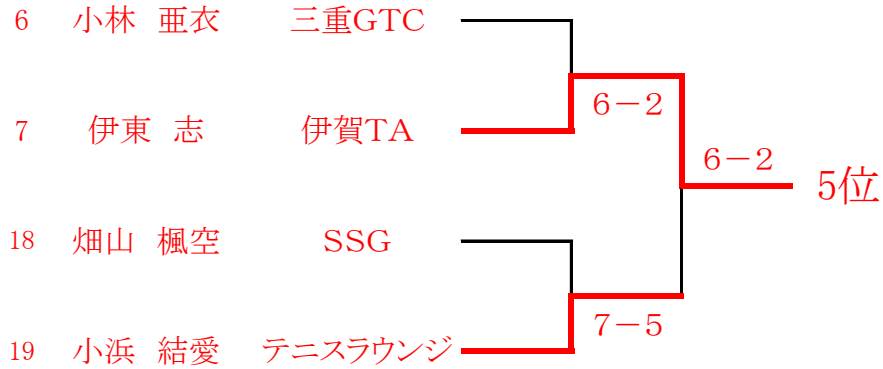 6 小林 亜衣 三重GTC
6-2
7 伊東 志 伊賀TA
6-2
5位
18 畑山 楓空 SSG
7-5
19 小浜 結愛 テニスラウンジ